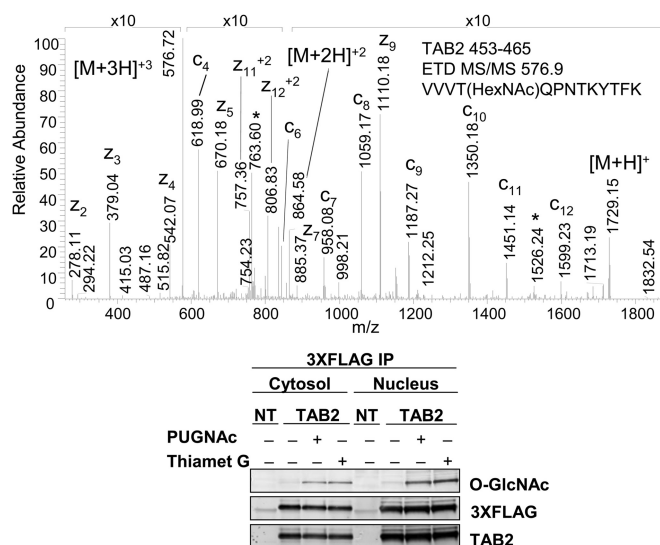 x10 x10 x10
[M+3H]+3 576.72 c4 z11+2 z12+2 [M+2H]+2 z9 TAB2 453-465
ETD MS/MS 576.9
VVVT(HexNAc)QPNTKYTFK
Relative Abundance
100
80
60
40
20
0
z2 278.11
294.22
z3 379.04
415.03
487.16
515.82
z4 542.07
618.99
z5 670.18
757.36
754.23
763.60 *
806.83
c6
864.58
885.37
z7
958.08 c7
998.21
c8 1059.17
1110.18
c9 1187.27
1212.25
c10 1350.18
c11 1451.14
* 1526.24
c12 1599.23
1713.19
[M+H]+ 1729.15
1832.54
400 600 800 1000 1200 1400 1600 1800
m/z
3XFLAG IP
Cytosol Nucleus
NT TAB2 NT TAB2
PUGNAc – – + – – – + –
Thiamet G – – – + – – – +
O-GlcNAc
3XFLAG
TAB2